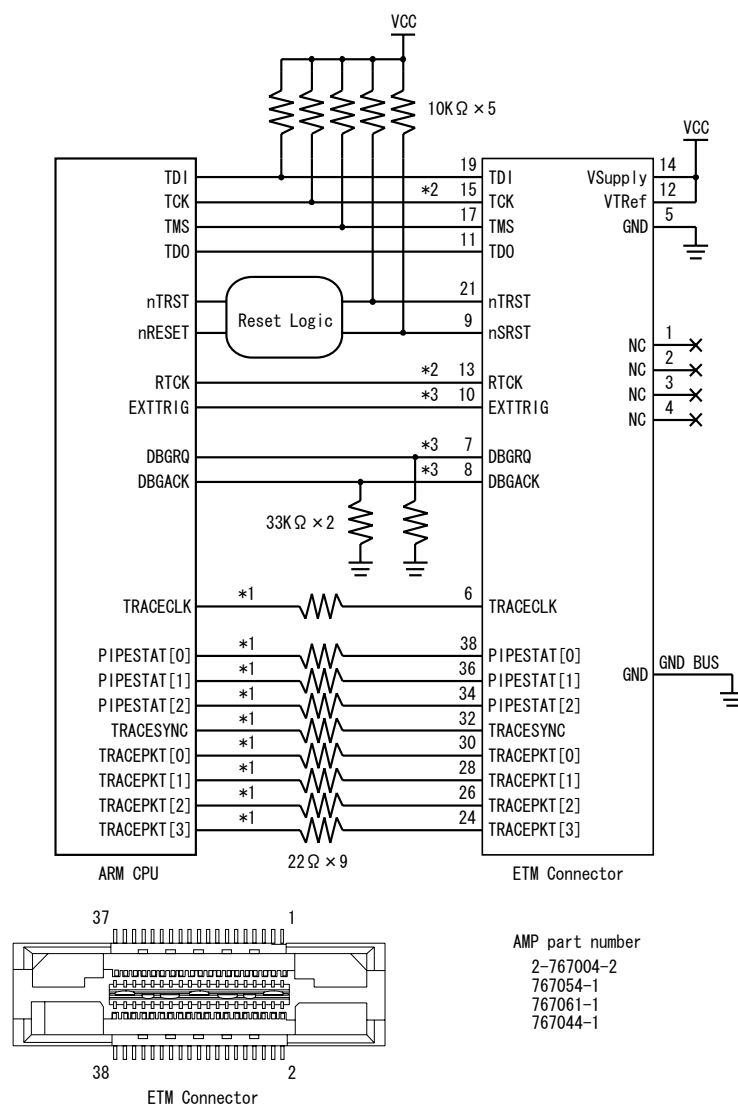 VCC
10KΩ×5
VCC
TDI 19 TDI VSupply 14
TCK *2 15 TCK VTRef 12
TMS 17 TMS GND 5
TDO 11 TDO
nTRST Reset Logic 21 nTRST
nRESET 9 nSRST
NC 1
NC 2
NC 3
NC 4
RTCK *2 13 RTCK
EXTTRIG *3 10 EXTTRIG
DBGRQ *3 7 DBGRQ
DBGACK *3 8 DBGACK
33KΩ×2
TRACECLK *1 6 TRACECLK
PIPESTAT[0] *1 38 PIPESTAT[0]
PIPESTAT[1] *1 36 PIPESTAT[1]
GND GND BUS
PIPESTAT[2] *1 34 PIPESTAT[2]
TRACESYNC *1 32 TRACESYNC
TRACEPKT[0] *1 30 TRACEPKT[0]
TRACEPKT[1] *1 28 TRACEPKT[1]
TRACEPKT[2] *1 26 TRACEPKT[2]
TRACEPKT[3] *1 24 TRACEPKT[3]
22Ω×9
ARM CPU
ETM Connector
37 1
38 2
ETM Connector
AMP part number
2-767004-2
767054-1
767061-1
767044-1